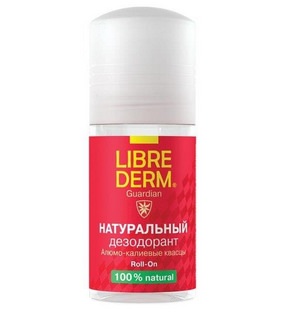 LIBRE
DERM®
Guardian
НАТУРАЛЬНЫЙ
дезодорант
Алюмо-калиевые квасцы
Roll-On
100% natural